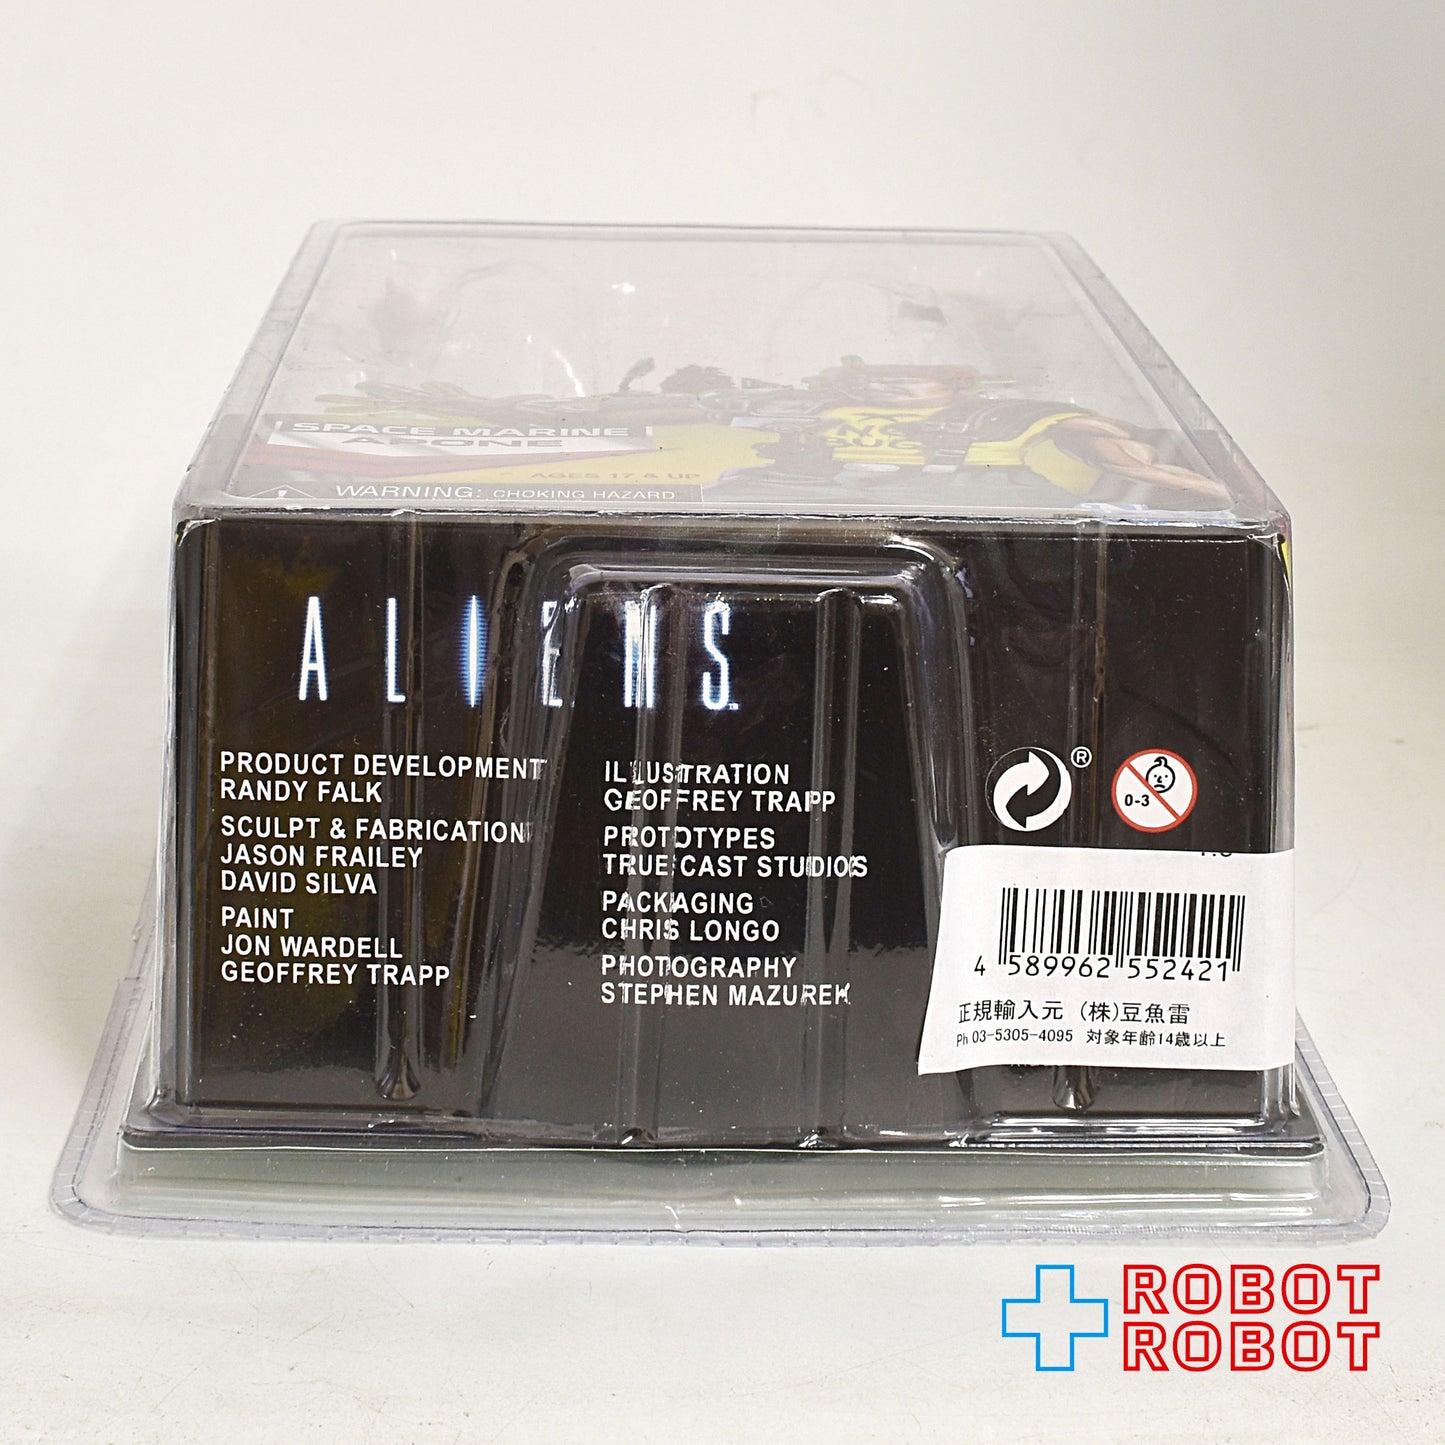 SPACE MARINE
APONE
AGES 17 & UP
WARNING: CHOKING HAZARD
ALIENS
PRODUCT DEVELOPMENT
RANDY FALK
SCULPT & FABRICATION
JASON FRAILEY
DAVID SILVA
PAINT
JON WARDELL
GEOFFREY TRAPP
ILLUSTRATION
GEOFFREY TRAPP
PROTOTYPES
TRUE CAST STUDIOS
PACKAGING
CHRIS LONGO
PHOTOGRAPHY
STEPHEN MAZUREK
®
0-3
4 589962 552421
正規輸入元 (株)豆魚雷
Ph 03-5305-4095 対象年齢14歳以上
ROBOT
ROBOT